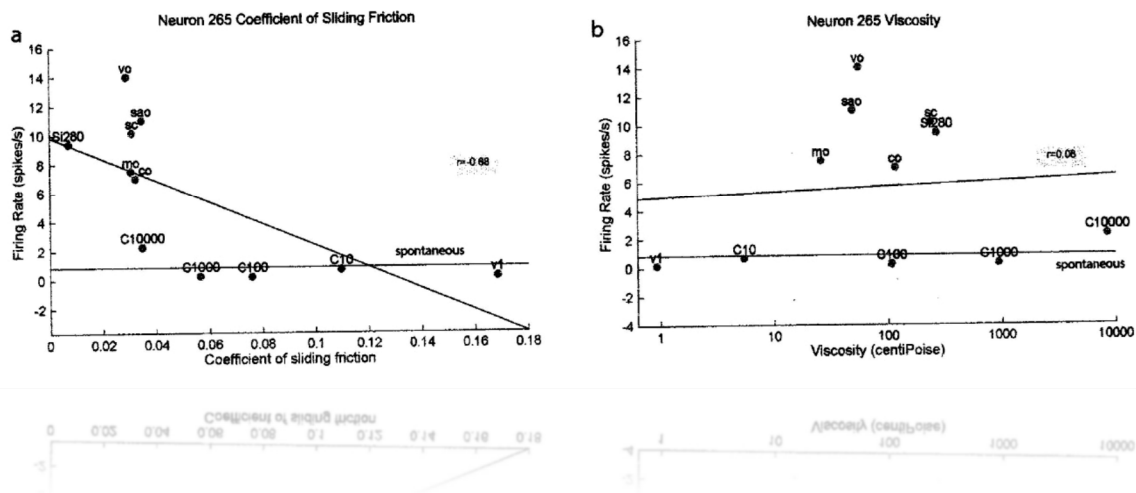 a
Neuron 265 Coefficient of Sliding Friction
Firing Rate (spikes/s)
16
14
12
10
8
6
4
2
0
-2
vo
sao
sc
Si280
mo
co
C10000
C1000
C100
C10
v1
r=-0.68
spontaneous
0 0.02 0.04 0.06 0.08 0.1 0.12 0.14 0.16 0.18
Coefficient of sliding friction
b
Neuron 265 Viscosity
Firing Rate (spikes/s)
16
14
12
10
8
6
4
2
0
-2
-4
vo
sao
sc
Si280
mo
co
r=0.06
C10000
v1
C10
C100
C1000
spontaneous
1 10 100 1000 10000
Viscosity (centiPoise)